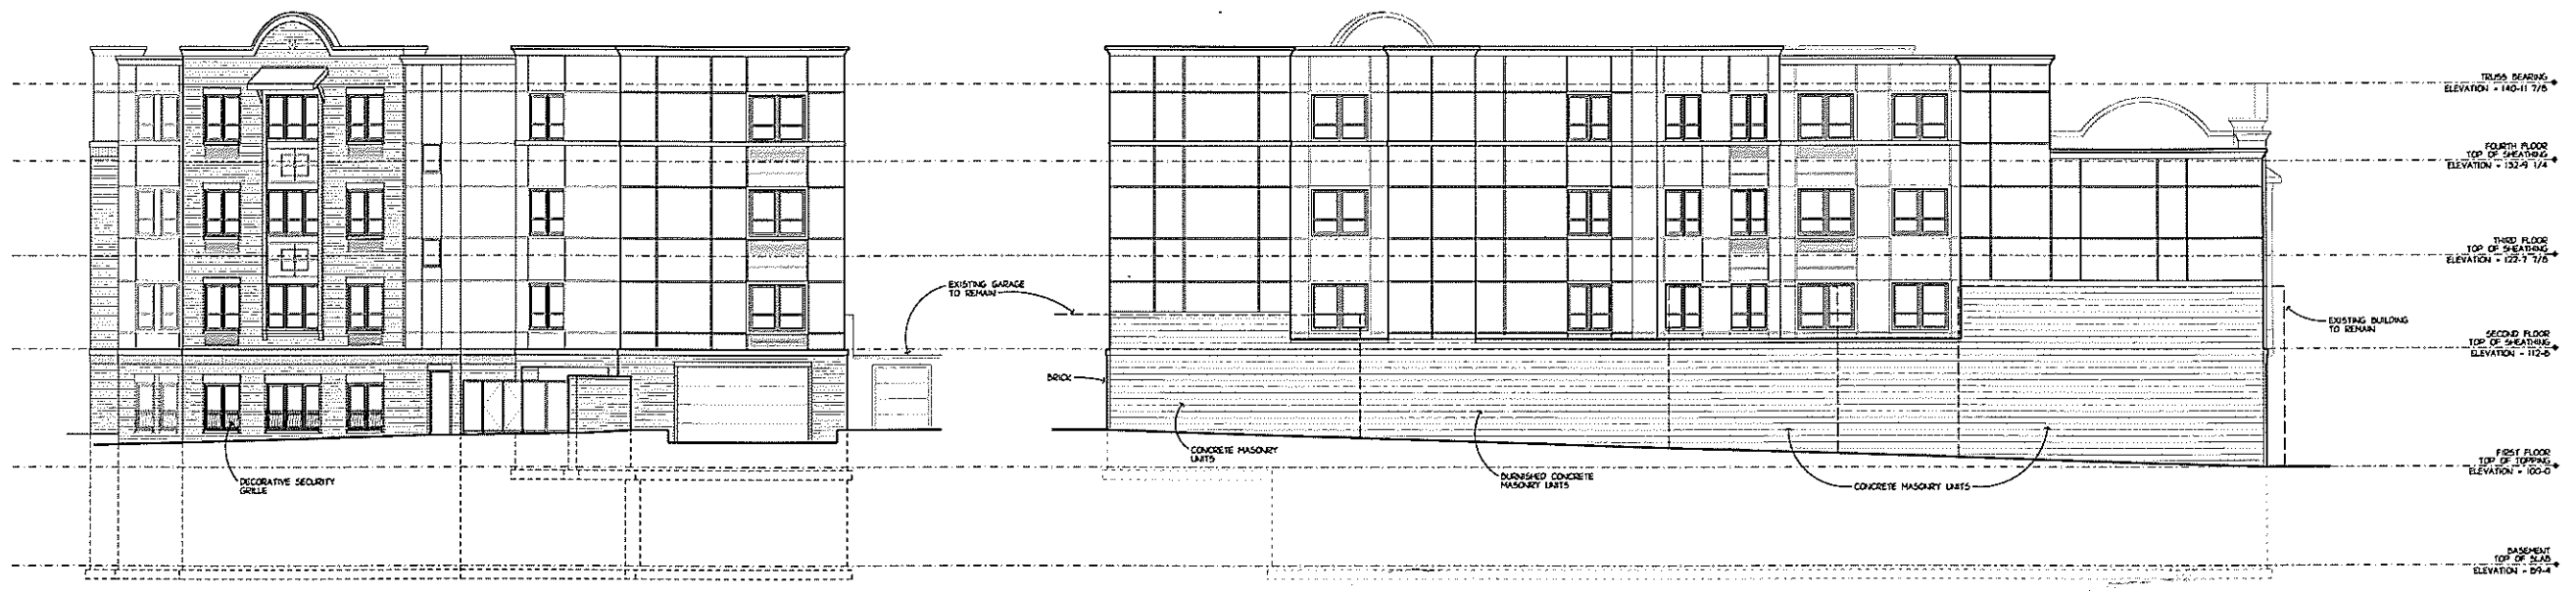 TRUSS BEARING
ELEVATION = 140-11 7/8
FOURTH FLOOR
TOP OF SHEATHING
ELEVATION = 132-9 1/4
THIRD FLOOR
TOP OF SHEATHING
ELEVATION = 122-7 7/8
EXISTING GARAGE
TO REMAIN
EXISTING BUILDING
TO REMAIN
SECOND FLOOR
TOP OF SHEATHING
ELEVATION = 112-6
BRICK
CONCRETE MASONRY
UNITS
DECORATIVE SECURITY
GRILLE
BURNISHED CONCRETE
MASONRY UNITS
CONCRETE MASONRY UNITS
FIRST FLOOR
TOP OF TOPPING
ELEVATION = 100-0
BASEMENT
TOP OF SLAB
ELEVATION = 89-4